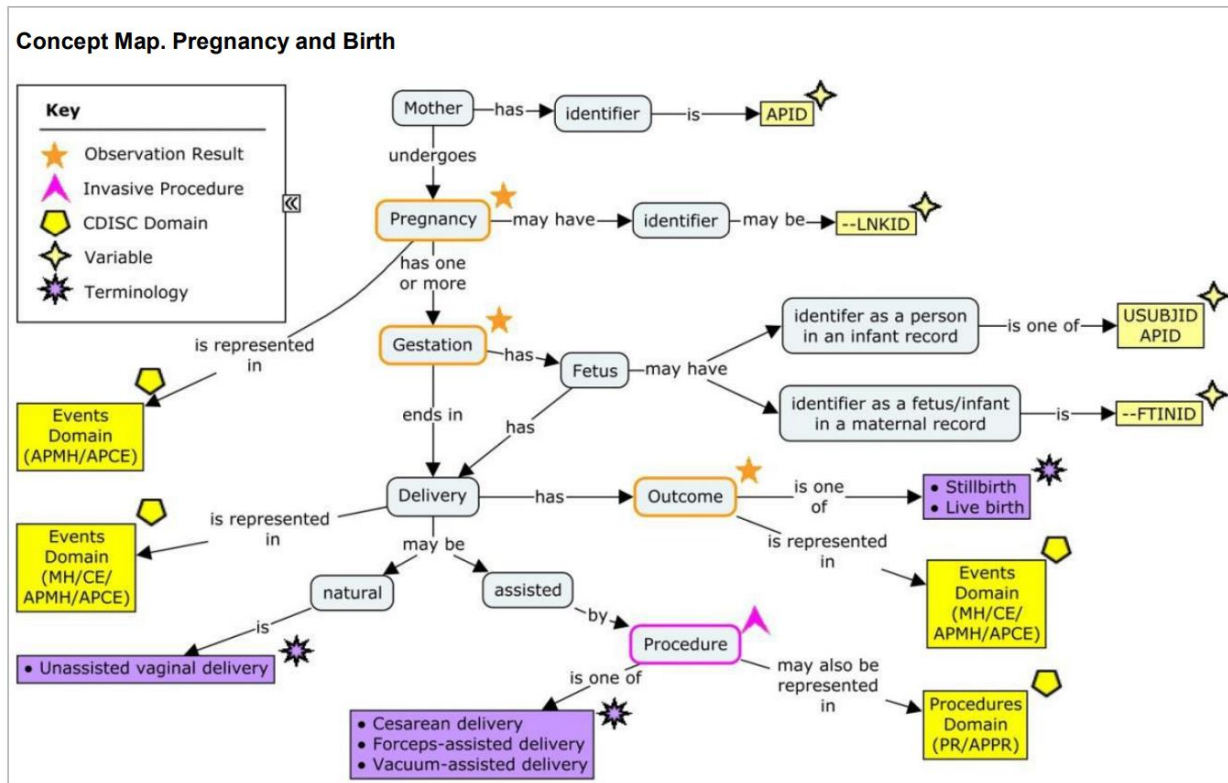 Concept Map. Pregnancy and Birth
Key
Observation Result
Invasive Procedure
CDISC Domain
Variable
Terminology
Mother
has
identifier
is
APID
undergoes
Pregnancy
may have
identifier
may be
--LNKID
has one
or more
is represented
in
Events
Domain
(APMH/APCE)
Gestation
has
Fetus
may have
identifer as a person
in an infant record
is one of
USUBJID
APID
identifier as a fetus/infant
in a maternal record
is
--FTINID
ends in
has
Delivery
has
Outcome
is one
of
• Stillbirth
• Live birth
is represented
in
Events
Domain
(MH/CE/
APMH/APCE)
is represented
in
Events
Domain
(MH/CE/
APMH/APCE)
may be
natural
assisted
is
• Unassisted vaginal delivery
by
Procedure
is one of
• Cesarean delivery
• Forceps-assisted delivery
• Vacuum-assisted delivery
may also be
represented
in
Procedures
Domain
(PR/APPR)